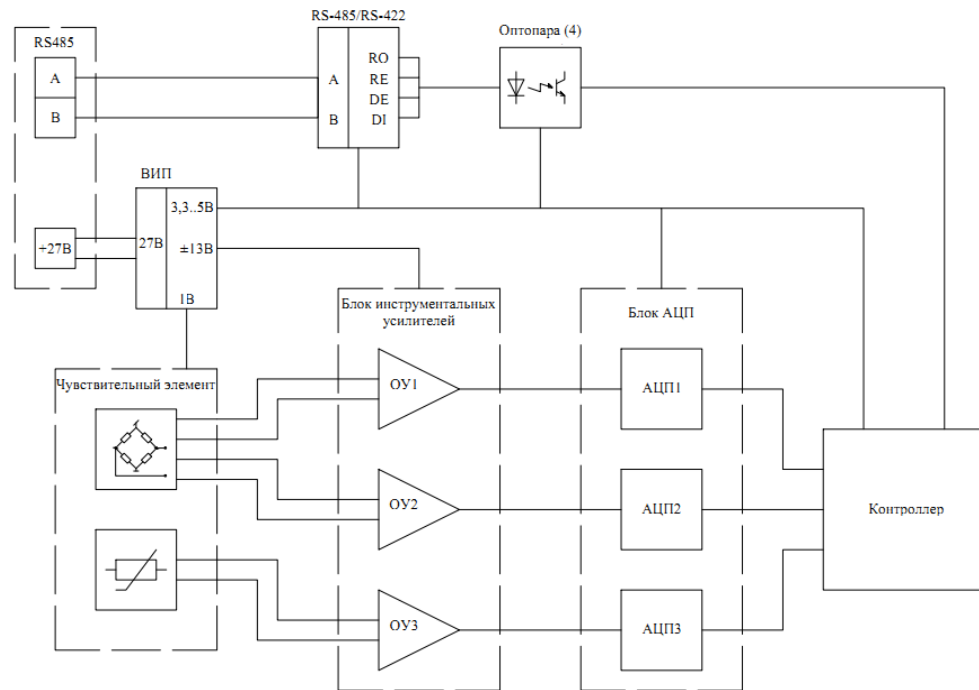 RS-485/RS-422
Оптопара (4)
RS485
A
B
A
B
RO
RE
DE
DI
ВИП
27В
3,3..5В
±13В
1В
+27В
Блок инструментальных
усилителей
Блок АЦП
Чувствительный элемент
ОУ1
АЦП1
ОУ2
АЦП2
Контроллер
ОУ3
АЦП3